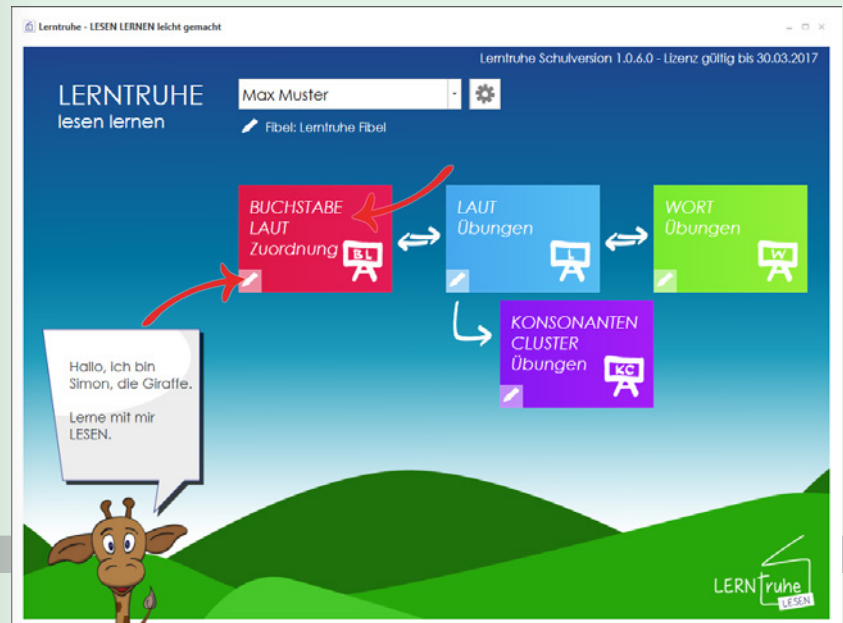 Lerntruhe - LESEN LERNEN leicht gemacht
Lerntruhe Schulversion 1.0.6.0 - Lizenz gültig bis 30.03.2017
LERNTRUHE
lesen lernen
Max Muster
Fibel: Lerntruhe Fibel
BUCHSTABE
LAUT
Zuordnung
BL
LAUT
Übungen
L
WORT
Übungen
W
KONSONANTEN
CLUSTER
Übungen
KC
Hallo, ich bin
Simon, die Giraffe.
Lerne mit mir
LESEN.
LERNTruhe
LESEN